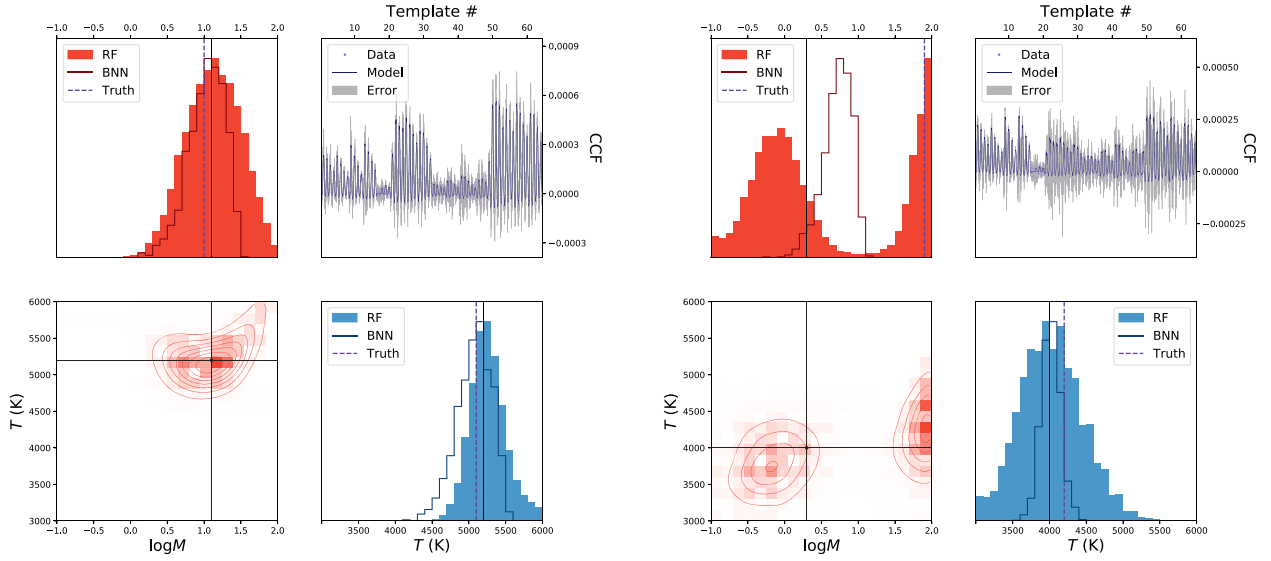 Template #
10 20 30 40 50 60
−1.0 0.0 0.5 1.0 1.5 2.0
RF
BNN
Truth
Data
Model
Error
0.0009
0.0006
0.0003
0.0000
−0.0003
CCF
6000
5500
5000
4500
4000
3500
3000
T (K)
−1.0 −0.5 0.0 0.5 1.0 1.5 2.0
logM
RF
BNN
Truth
4000 4500 5000 5500 6000
T (K)
Template #
10 20 30 40 50 60
−1.0 0.0 0.5 1.0 1.5 2.0
RF
BNN
Truth
Data
Model
Error
0.00050
0.00025
0.00000
−0.00025
CCF
6000
5500
5000
4500
4000
3500
3000
T (K)
−1.0 −0.5 0.0 0.5 1.0 1.5 2.0
logM
RF
BNN
Truth
3500 4000 4500 5000 5500 6000
T (K)